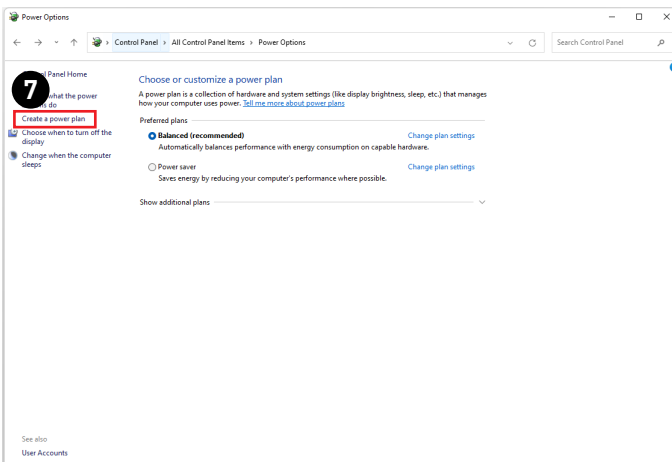 Power Options
Control Panel > All Control Panel Items > Power Options
Search Control Panel
Panel Home
7
what the power
do
Create a power plan
Choose when to turn off the
display
Change when the computer
sleeps
Choose or customize a power plan
A power plan is a collection of hardware and system settings (like display brightness, sleep, etc.) that manages
how your computer uses power. Tell me more about power plans
Preferred plans
Balanced (recommended)
Change plan settings
Automatically balances performance with energy consumption on capable hardware.
Power saver
Change plan settings
Saves energy by reducing your computer's performance where possible.
Show additional plans
See also
User Accounts